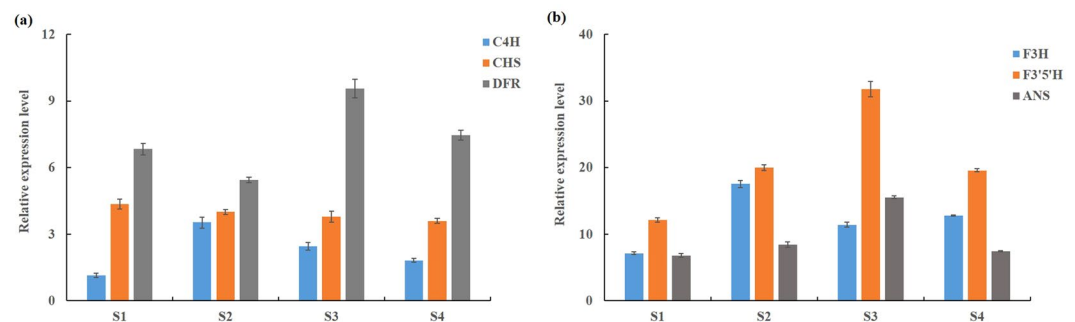 (a)
Relative expression level
12
9
6
3
0
S1 S2 S3 S4
C4H
CHS
DFR
(b)
Relative expression level
40
30
20
10
0
S1 S2 S3 S4
F3H
F3'5'H
ANS